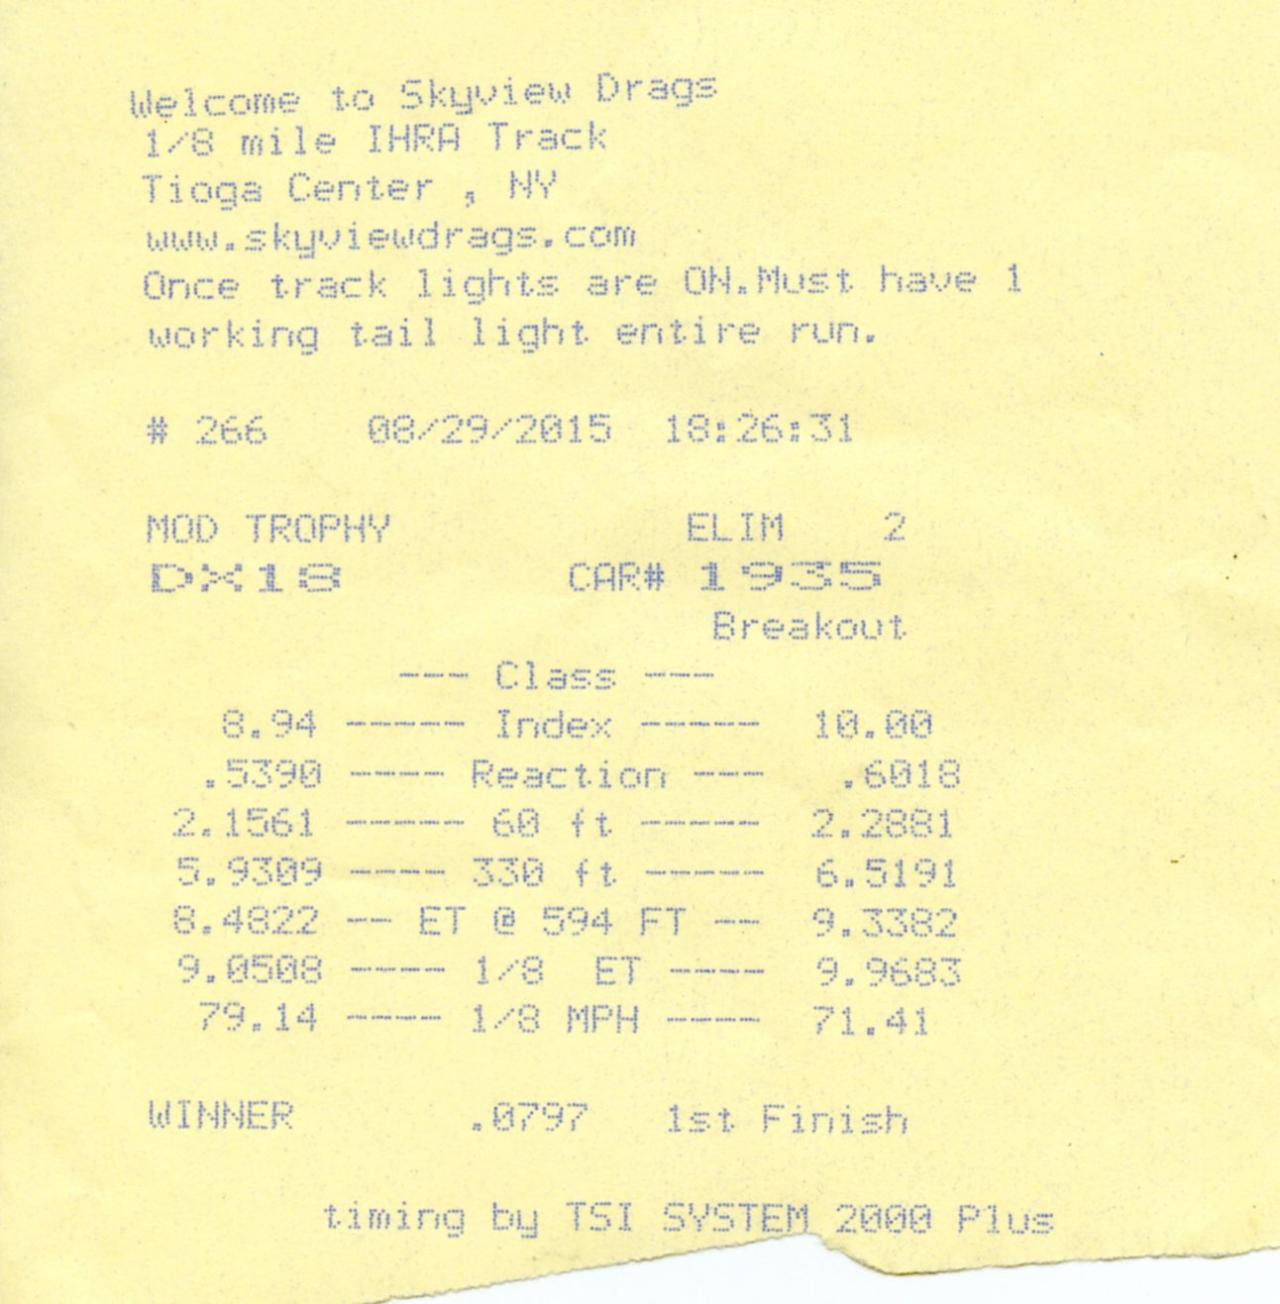 Welcome to Skyview Drags
1/8 mile IHRA Track
Tioga Center , NY
www.skyviewdrags.com
Once track lights are ON.Must have 1
working tail light entire run.
# 266 08/29/2015 18:26:31
MOD TROPHY ELIM 2
DX18 CAR# 1935
Breakout
--- Class ---
8.94 ----- Index ----- 10.00
.5390 ---- Reaction --- .6018
2.1561 ----- 60 ft ----- 2.2881
5.9309 ---- 330 ft ----- 6.5191
8.4822 -- ET @ 594 FT -- 9.3382
9.0508 ---- 1/8 ET ---- 9.9683
79.14 ---- 1/8 MPH ---- 71.41
WINNER .0797 1st Finish
timing by TSI SYSTEM 2000 Plus